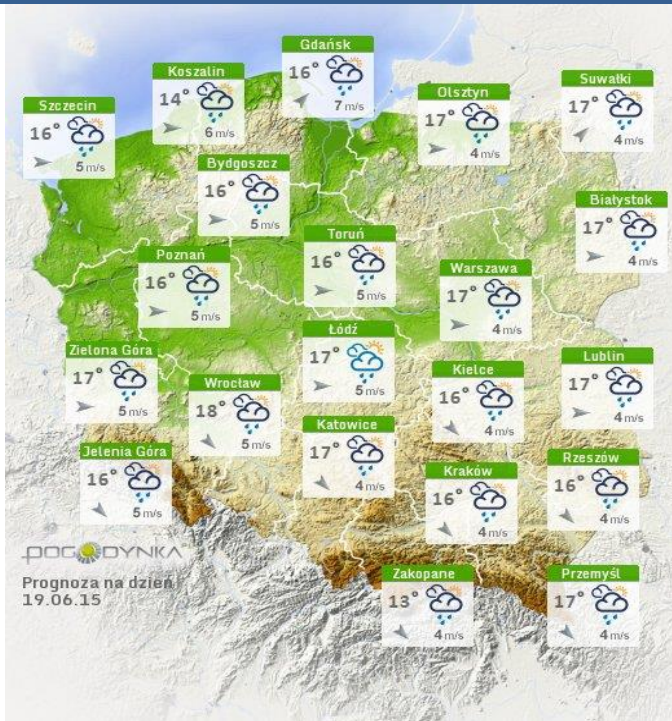 Gdańsk
16°
7 m/s
Koszalin
14°
6 m/s
Szczecin
16°
5 m/s
Olsztyn
17°
4 m/s
Suwałki
17°
4 m/s
Bydgoszcz
16°
5 m/s
Białystok
17°
4 m/s
Toruń
16°
5 m/s
Poznań
16°
5 m/s
Warszawa
17°
4 m/s
Łódź
17°
5 m/s
Zielona Góra
17°
5 m/s
Wrocław
18°
5 m/s
Kielce
16°
4 m/s
Lublin
17°
4 m/s
Katowice
17°
4 m/s
Jelenia Góra
16°
5 m/s
Kraków
16°
4 m/s
Rzeszów
16°
4 m/s
POGODYNKA
Prognoza na dzień
19.06.15
Zakopane
13°
4 m/s
Przemyśl
17°
4 m/s